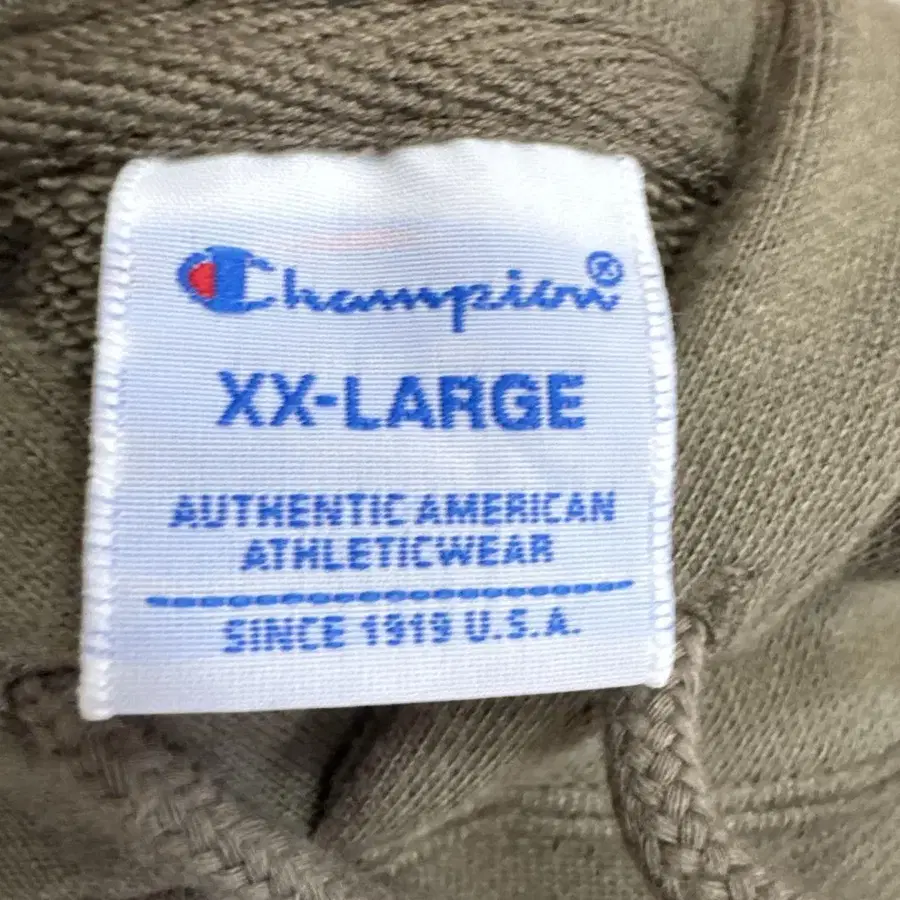 Champion®
XX-LARGE
AUTHENTIC AMERICAN
ATHLETICWEAR
SINCE 1919 U.S.A.